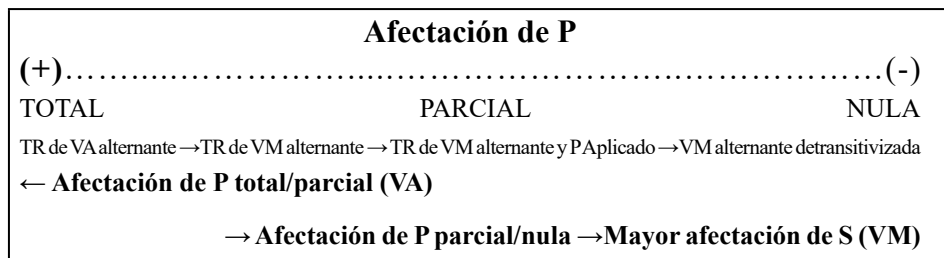 Afectación de P
(+)………...……………….....………………………..……………………(-)
TOTAL PARCIAL NULA
TR de VA alternante →TR de VM alternante → TR de VM alternante y P Aplicado →VM alternante detransitivizada
← Afectación de P total/parcial (VA)
→ Afectación de P parcial/nula →Mayor afectación de S (VM)